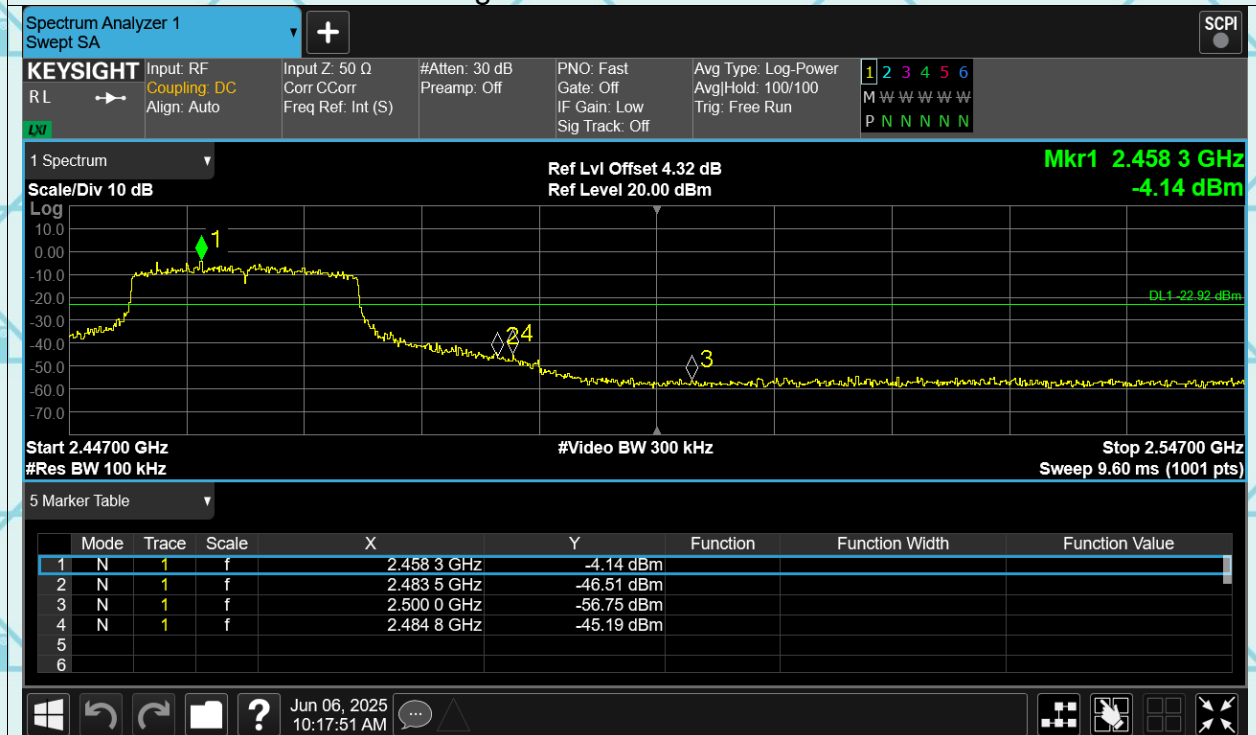 Spectrum Analyzer 1
Swept SA
+
SCPI
KEYSIGHT
RL
LXI
Input: RF
Coupling: DC
Align: Auto
Input Z: 50 Ω
Corr CCorr
Freq Ref: Int (S)
#Atten: 30 dB
Preamp: Off
PNO: Fast
Gate: Off
IF Gain: Low
Sig Track: Off
Avg Type: Log-Power
Avg|Hold: 100/100
Trig: Free Run
1 2 3 4 5 6
M W W W W W
P N N N N N
1 Spectrum
Scale/Div 10 dB
Ref Lvl Offset 4.32 dB
Ref Level 20.00 dBm
Mkr1 2.458 3 GHz
-4.14 dBm
Log
10.0
0.00
-10.0
-20.0
-30.0
-40.0
-50.0
-60.0
-70.0
1
24
3
DL1 -22.92 dBm
Start 2.44700 GHz
#Video BW 300 kHz
Stop 2.54700 GHz
#Res BW 100 kHz
Sweep 9.60 ms (1001 pts)
5 Marker Table
Mode Trace Scale X Y Function Function Width Function Value
1 N 1 f 2.458 3 GHz -4.14 dBm
2 N 1 f 2.483 5 GHz -46.51 dBm
3 N 1 f 2.500 0 GHz -56.75 dBm
4 N 1 f 2.484 8 GHz -45.19 dBm
5
6
?
Jun 06, 2025
10:17:51 AM